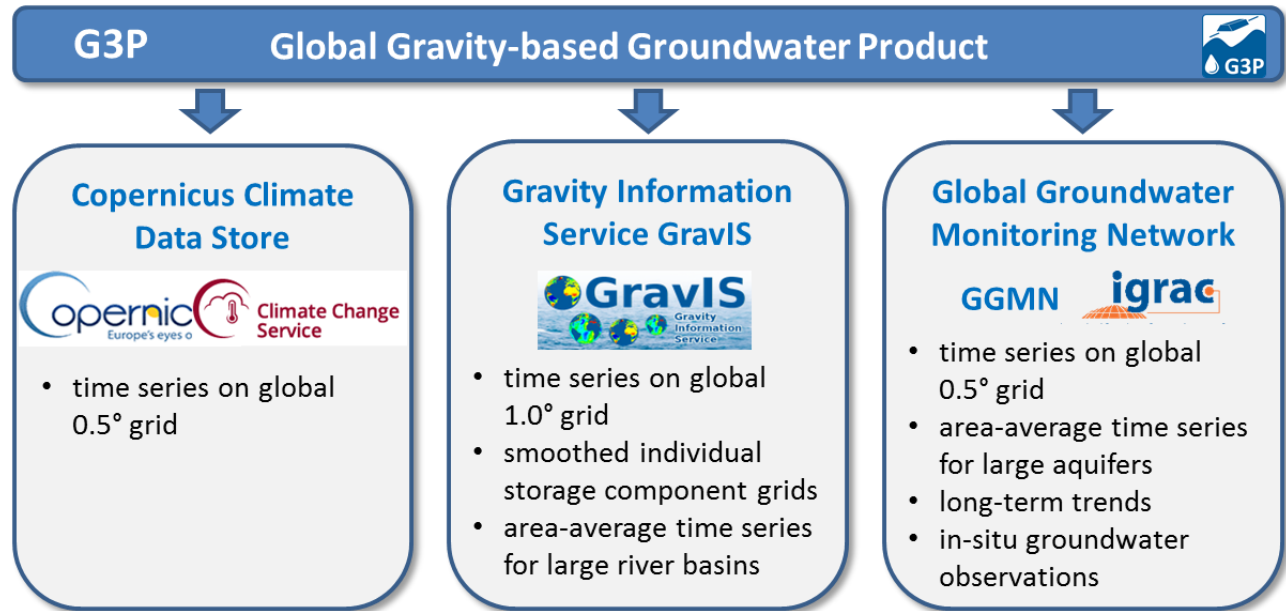 G3P Global Gravity-based Groundwater Product
G3P
Copernicus Climate
Data Store
opernic
Europe's eyes o
Climate Change
Service
• time series on global
0.5° grid
Gravity Information
Service GravIS
GravIS
Gravity
Information
Service
• time series on global
1.0° grid
• smoothed individual
storage component grids
• area-average time series
for large river basins
Global Groundwater
Monitoring Network
GGMN igrac
• time series on global
0.5° grid
• area-average time series
for large aquifers
• long-term trends
• in-situ groundwater
observations